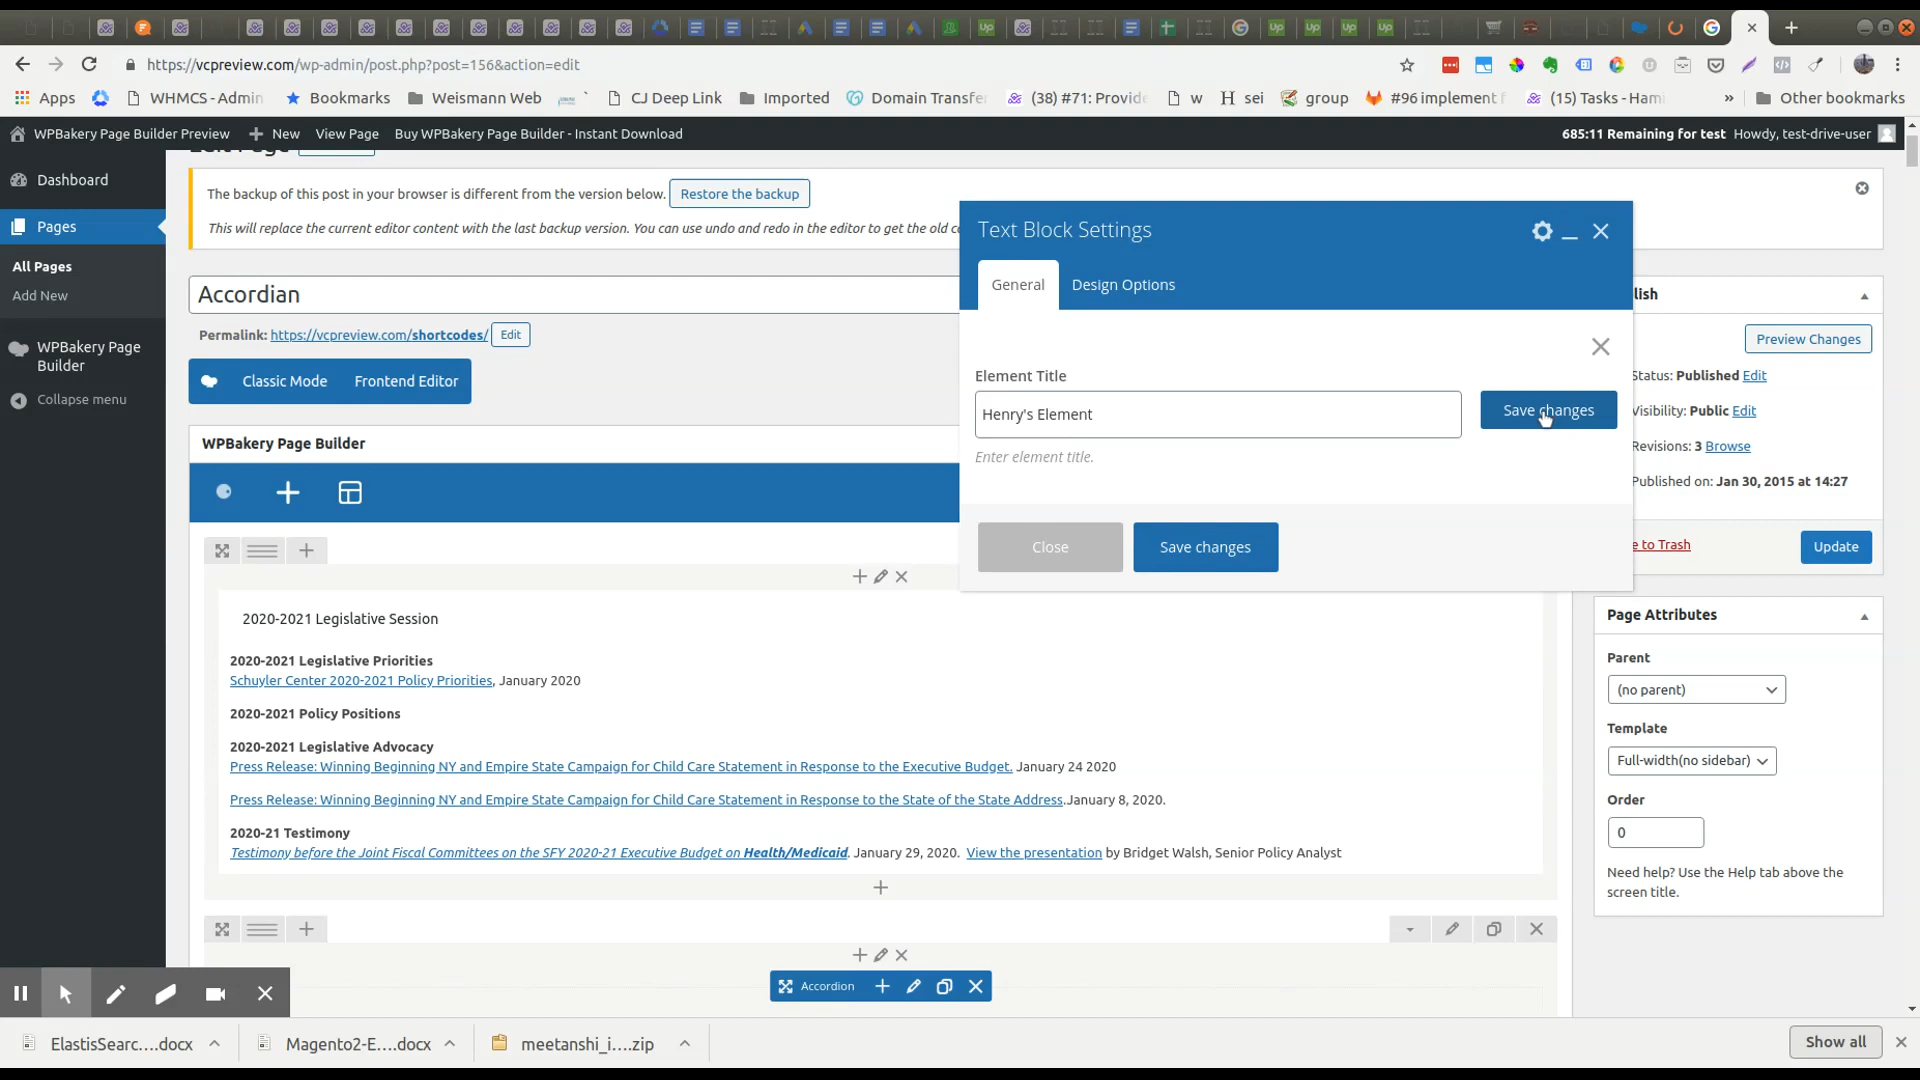 https://vcpreview.com/wp-admin/post.php?post=156&action=edit
Apps
WHMCS - Admin
Bookmarks
Weismann Web
CJ Deep Link
Imported
Domain Transfe
(38) #71: Provid
w
sei
group
#96 implement f
(15) Tasks - Ham
»
Other bookmarks
WPBakery Page Builder Preview
New
View Page
Buy WPBakery Page Builder - Instant Download
685:11 Remaining for test
Howdy, test-drive-user
Dashboard
Pages
All Pages
Add New
WPBakery Page
Builder
Collapse menu
Edit Page
The backup of this post in your browser is different from the version below.
Restore the backup
This will replace the current editor content with the last backup version. You can use undo and redo in the editor to get the old co
Accordian
Permalink: https://vcpreview.com/shortcodes/
Edit
Classic Mode
Frontend Editor
WPBakery Page Builder
Text Block Settings
General
Design Options
Element Title
Henry's Element
Save changes
Enter element title.
Close
Save changes
lish
Preview Changes
Status: Published Edit
Visibility: Public Edit
Revisions: 3 Browse
Published on: Jan 30, 2015 at 14:27
e to Trash
Update
2020-2021 Legislative Session
2020-2021 Legislative Priorities
Schuyler Center 2020-2021 Policy Priorities, January 2020
2020-2021 Policy Positions
2020-2021 Legislative Advocacy
Press Release: Winning Beginning NY and Empire State Campaign for Child Care Statement in Response to the Executive Budget. January 24 2020
Press Release: Winning Beginning NY and Empire State Campaign for Child Care Statement in Response to the State of the State Address.January 8, 2020.
2020-21 Testimony
Testimony before the Joint Fiscal Committees on the SFY 2020-21 Executive Budget on Health/Medicaid. January 29, 2020. View the presentation by Bridget Walsh, Senior Policy Analyst
Page Attributes
Parent
(no parent)
Template
Full-width(no sidebar)
Order
0
Need help? Use the Help tab above the
screen title.
Accordion
ElastisSearc....docx
Magento2-E....docx
meetanshi_i....zip
Show all